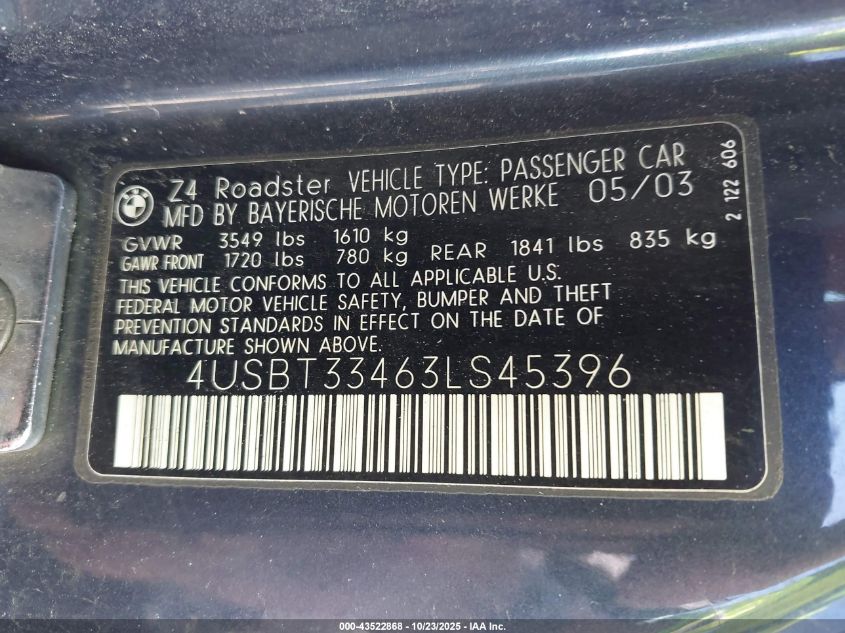 Z4 Roadster VEHICLE TYPE: PASSENGER CAR
MFD BY BAYERISCHE MOTOREN WERKE 05/03
GVWR 3549 lbs 1610 kg
GAWR FRONT 1720 lbs 780 kg REAR 1841 lbs 835 kg
THIS VEHICLE CONFORMS TO ALL APPLICABLE U.S.
FEDERAL MOTOR VEHICLE SAFETY, BUMPER AND THEFT
PREVENTION STANDARDS IN EFFECT ON THE DATE OF
MANUFACTURE SHOWN ABOVE.
4USBT33463LS45396
2 122 606
000-43522868 - 10/23/2025 - IAA Inc.